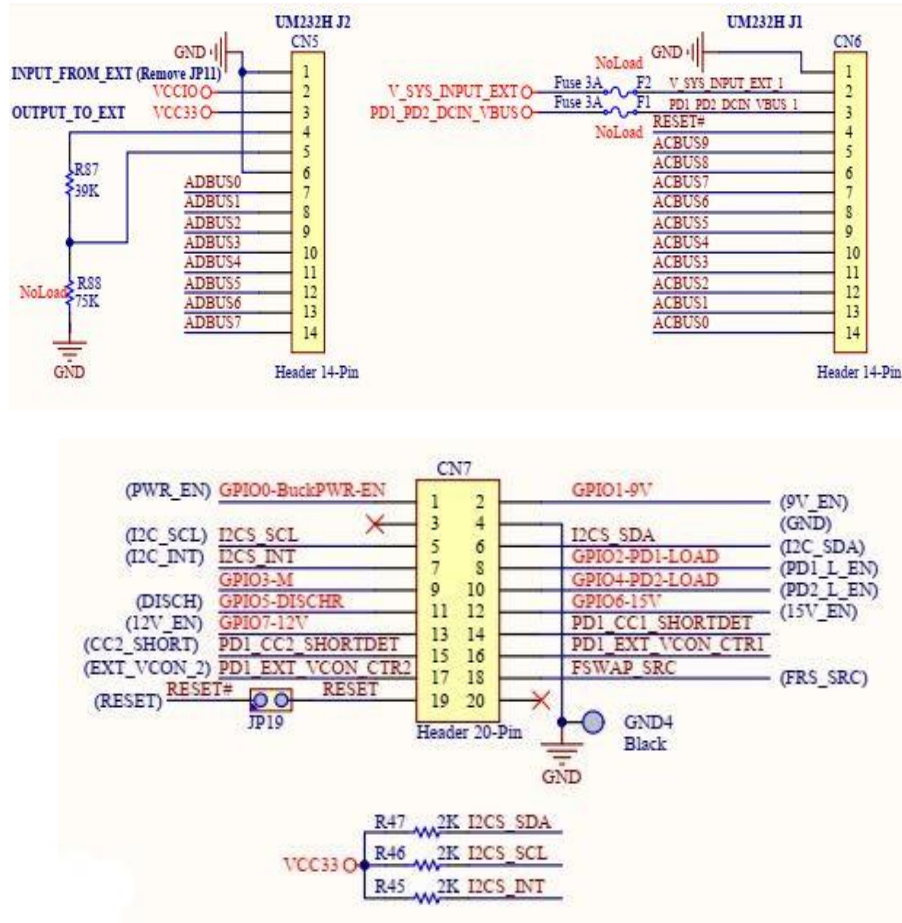 UM232H J2
CN5
GND
INPUT_FROM_EXT (Remove JP11)
VCCIO
OUTPUT_TO_EXT VCC33
R87
39K
NoLoad
R88
75K
GND
1
2
3
4
5
6
ADBUS0 7
ADBUS1 8
ADBUS2 9
ADBUS3 10
ADBUS4 11
ADBUS5 12
ADBUS6 13
ADBUS7 14
Header 14-Pin
UM232H J1
CN6
GND
NoLoad
V_SYS_INPUT_EXT Fuse 3A F2 V_SYS_INPUT_EXT_1
PD1_PD2_DCIN_VBUS Fuse 3A F1 PD1_PD2_DCIN_VBUS_1
NoLoad
1
2
3
RESET# 4
ACBUS9 5
ACBUS8 6
ACBUS7 7
ACBUS6 8
ACBUS5 9
ACBUS4 10
ACBUS3 11
ACBUS2 12
ACBUS1 13
ACBUS0 14
Header 14-Pin
CN7
(PWR_EN) GPIO0-BuckPWR-EN 1 2 GPIO1-9V (9V_EN)
3 4 (GND)
(I2C_SCL) I2CS_SCL 5 6 I2CS_SDA (I2C_SDA)
(I2C_INT) I2CS_INT 7 8 GPIO2-PD1-LOAD (PD1_L_EN)
GPIO3-M 9 10 GPIO4-PD2-LOAD (PD2_L_EN)
(DISCH) GPIO5-DISCHR 11 12 GPIO6-15V (15V_EN)
(12V_EN) GPIO7-12V 13 14 PD1_CC1_SHORTDET
(CC2_SHORT) PD1_CC2_SHORTDET 15 16 PD1_EXT_VCON_CTR1
(EXT_VCON_2) PD1_EXT_VCON_CTR2 17 18 FSWAP_SRC (FRS_SRC)
(RESET) RESET# RESET 19 20
JP19
Header 20-Pin
GND4
Black
GND
R47 2K I2CS_SDA
VCC33 R46 2K I2CS_SCL
R45 2K I2CS_INT